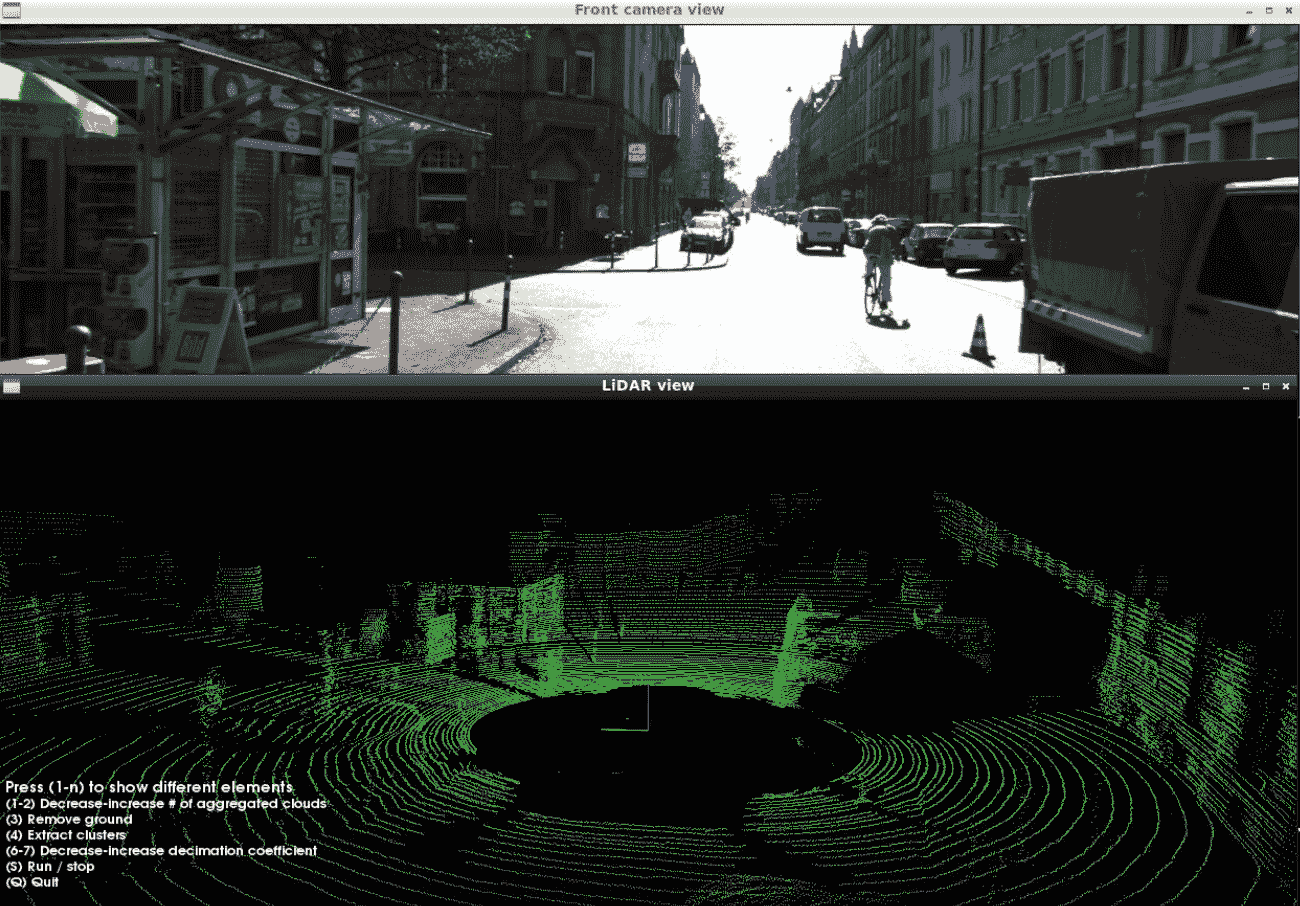 Front camera view
LiDAR view
Press (1-n) to show different elements
(1-2) Decrease-increase # of aggregated clouds
(3) Remove ground
(4) Extract clusters
(6-7) Decrease-increase decimation coefficient
(S) Run / stop
(Q) Quit